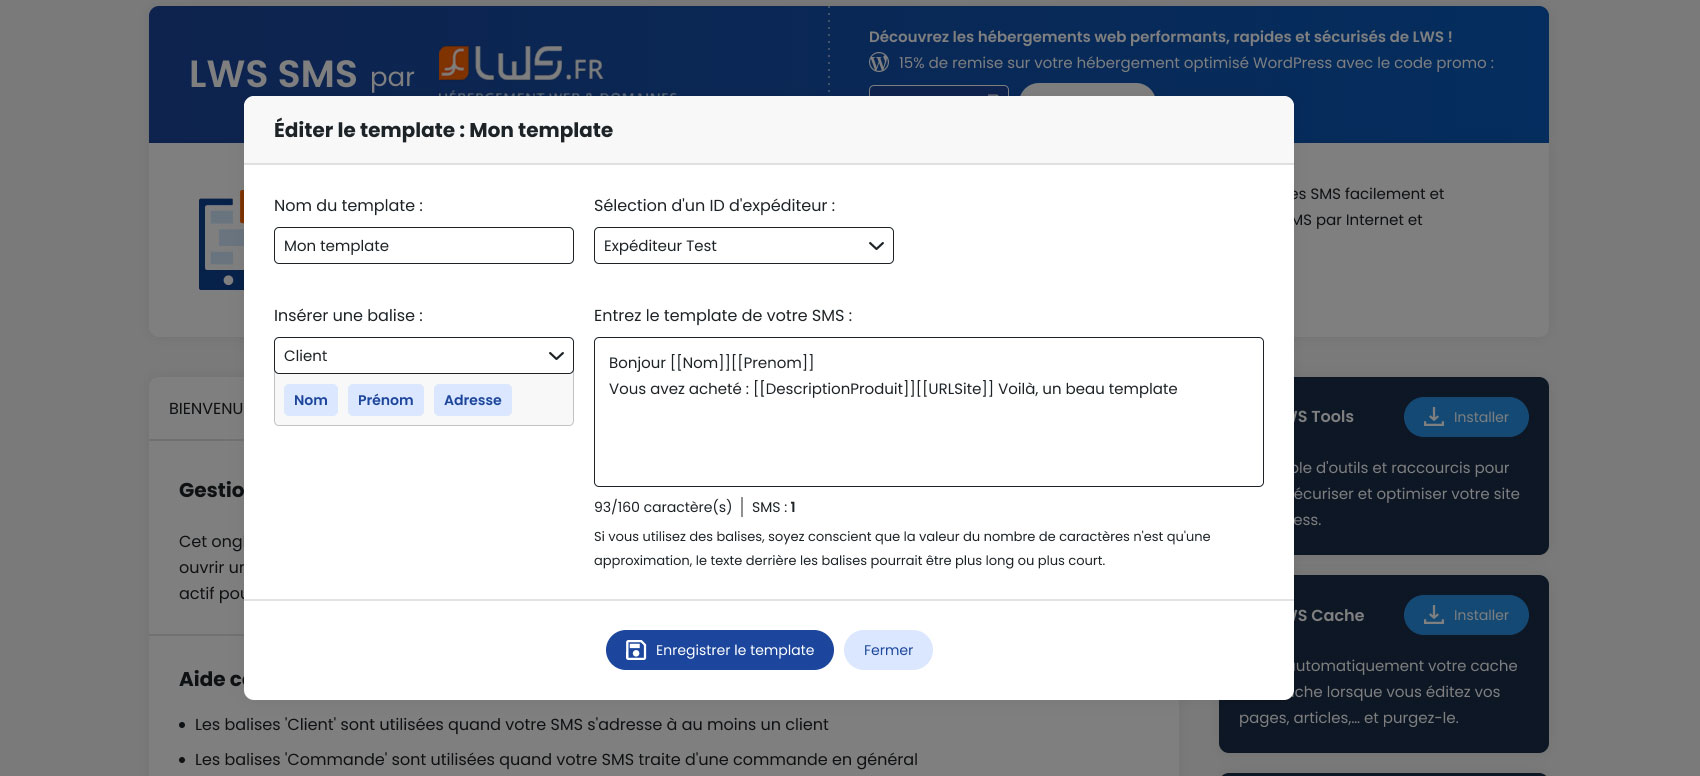 Découvrez les hébergements web performants, rapides et sécurisés de LWS !
15% de remise sur votre hébergement optimisé WordPress avec le code promo :
LWS SMS par LWS.FR
Éditer le template : Mon template
Nom du template :
Sélection d'un ID d'expéditeur :
Mon template
Expéditeur Test
es SMS facilement et
MS par Internet et
Insérer une balise :
Entrez le template de votre SMS :
Client
Nom
Prénom
Adresse
Bonjour [[Nom]][[Prenom]]
Vous avez acheté : [[DescriptionProduit]][[URLSite]] Voilà, un beau template
93/160 caractère(s) | SMS : 1
Si vous utilisez des balises, soyez conscient que la valeur du nombre de caractères n'est qu'une
approximation, le texte derrière les balises pourrait être plus long ou plus court.
Enregistrer le template
Fermer
BIENVENU
Gestio
Cet ong
ouvrir un
actif pou
Aide co
• Les balises 'Client' sont utilisées quand votre SMS s'adresse à au moins un client
• Les balises 'Commande' sont utilisées quand votre SMS traite d'une commande en général
WS Tools
Installer
ble d'outils et raccourcis pour
écuriser et optimiser votre site
ess.
WS Cache
Installer
utomatiquement votre cache
che lorsque vous éditez vos
pages, articles,... et purgez-le.